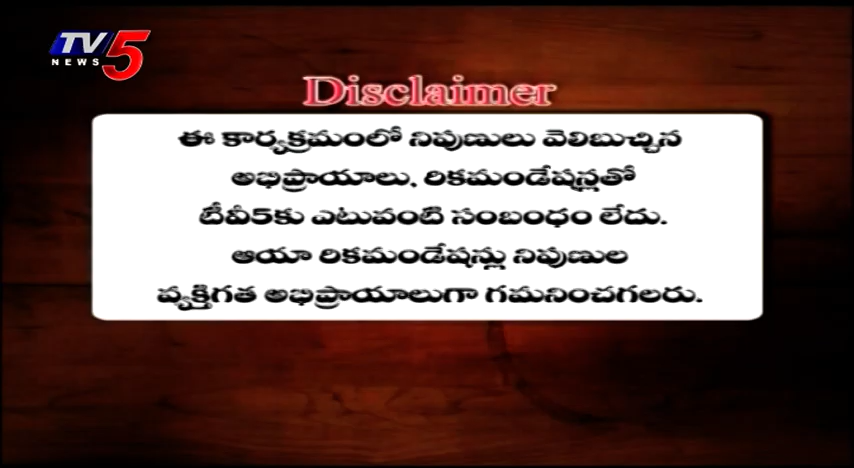 TV5
NEWS
Disclaimer
ఈ కార్యక్రమంలో నిపుణులు వెలిబుచ్చిన
అభిప్రాయాలు, రికమండేషన్లతో
టీవీ5కు ఎటువంటి సంబంధం లేదు.
ఆయా రికమండేషన్లు నిపుణుల
వ్యక్తిగత అభిప్రాయాలుగా గమనించగలరు.